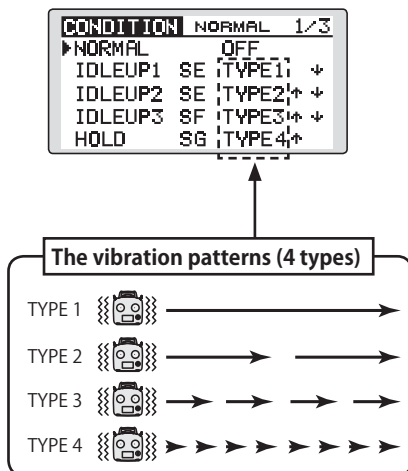 CONDITION NORMAL 1/3
▶NORMAL OFF
IDLEUP1 SE TYPE1 ↓
IDLEUP2 SE TYPE2 ↑ ↓
IDLEUP3 SF TYPE3 ↑ ↓
HOLD SG TYPE4 ↑
The vibration patterns (4 types)
TYPE 1
TYPE 2
TYPE 3
TYPE 4